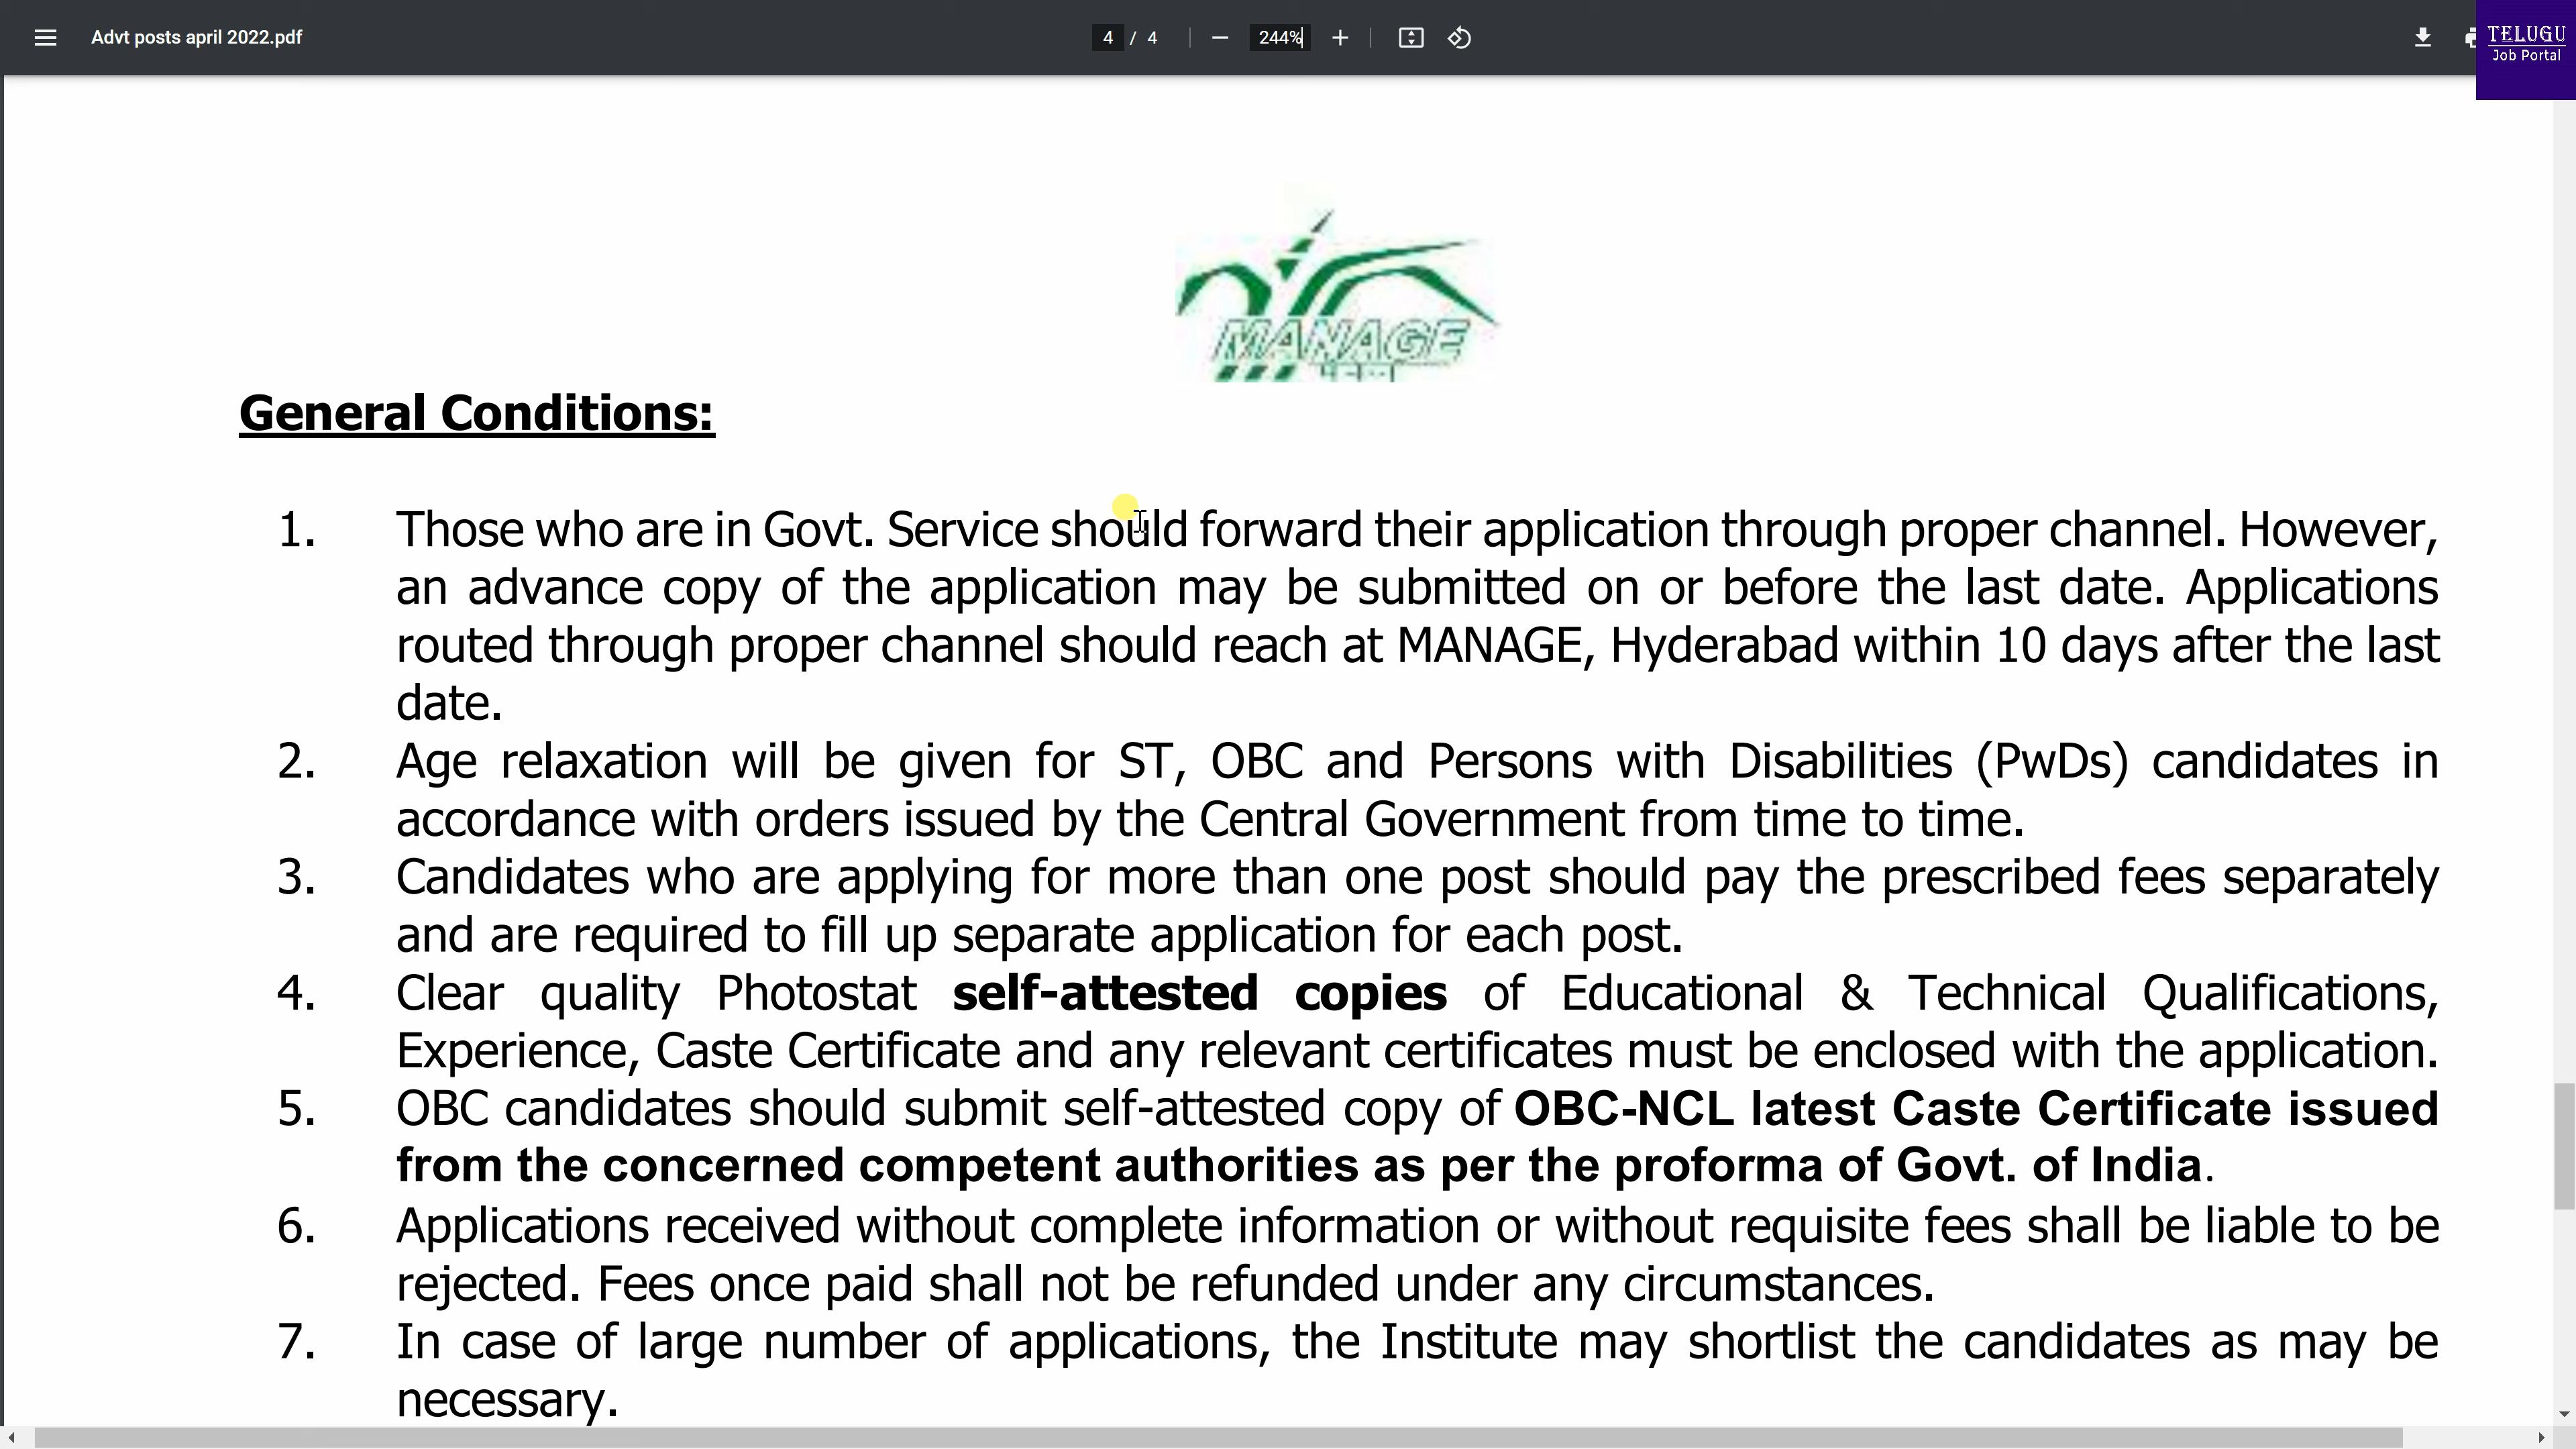 Advt posts april 2022.pdf
4 / 4
244%
TELUGU
Job Portal
MANAGE
General Conditions:
1. Those who are in Govt. Service should forward their application through proper channel. However,
an advance copy of the application may be submitted on or before the last date. Applications
routed through proper channel should reach at MANAGE, Hyderabad within 10 days after the last
date.
2. Age relaxation will be given for ST, OBC and Persons with Disabilities (PwDs) candidates in
accordance with orders issued by the Central Government from time to time.
3. Candidates who are applying for more than one post should pay the prescribed fees separately
and are required to fill up separate application for each post.
4. Clear quality Photostat self-attested copies of Educational & Technical Qualifications,
Experience, Caste Certificate and any relevant certificates must be enclosed with the application.
5. OBC candidates should submit self-attested copy of OBC-NCL latest Caste Certificate issued
from the concerned competent authorities as per the proforma of Govt. of India.
6. Applications received without complete information or without requisite fees shall be liable to be
rejected. Fees once paid shall not be refunded under any circumstances.
7. In case of large number of applications, the Institute may shortlist the candidates as may be
necessary.